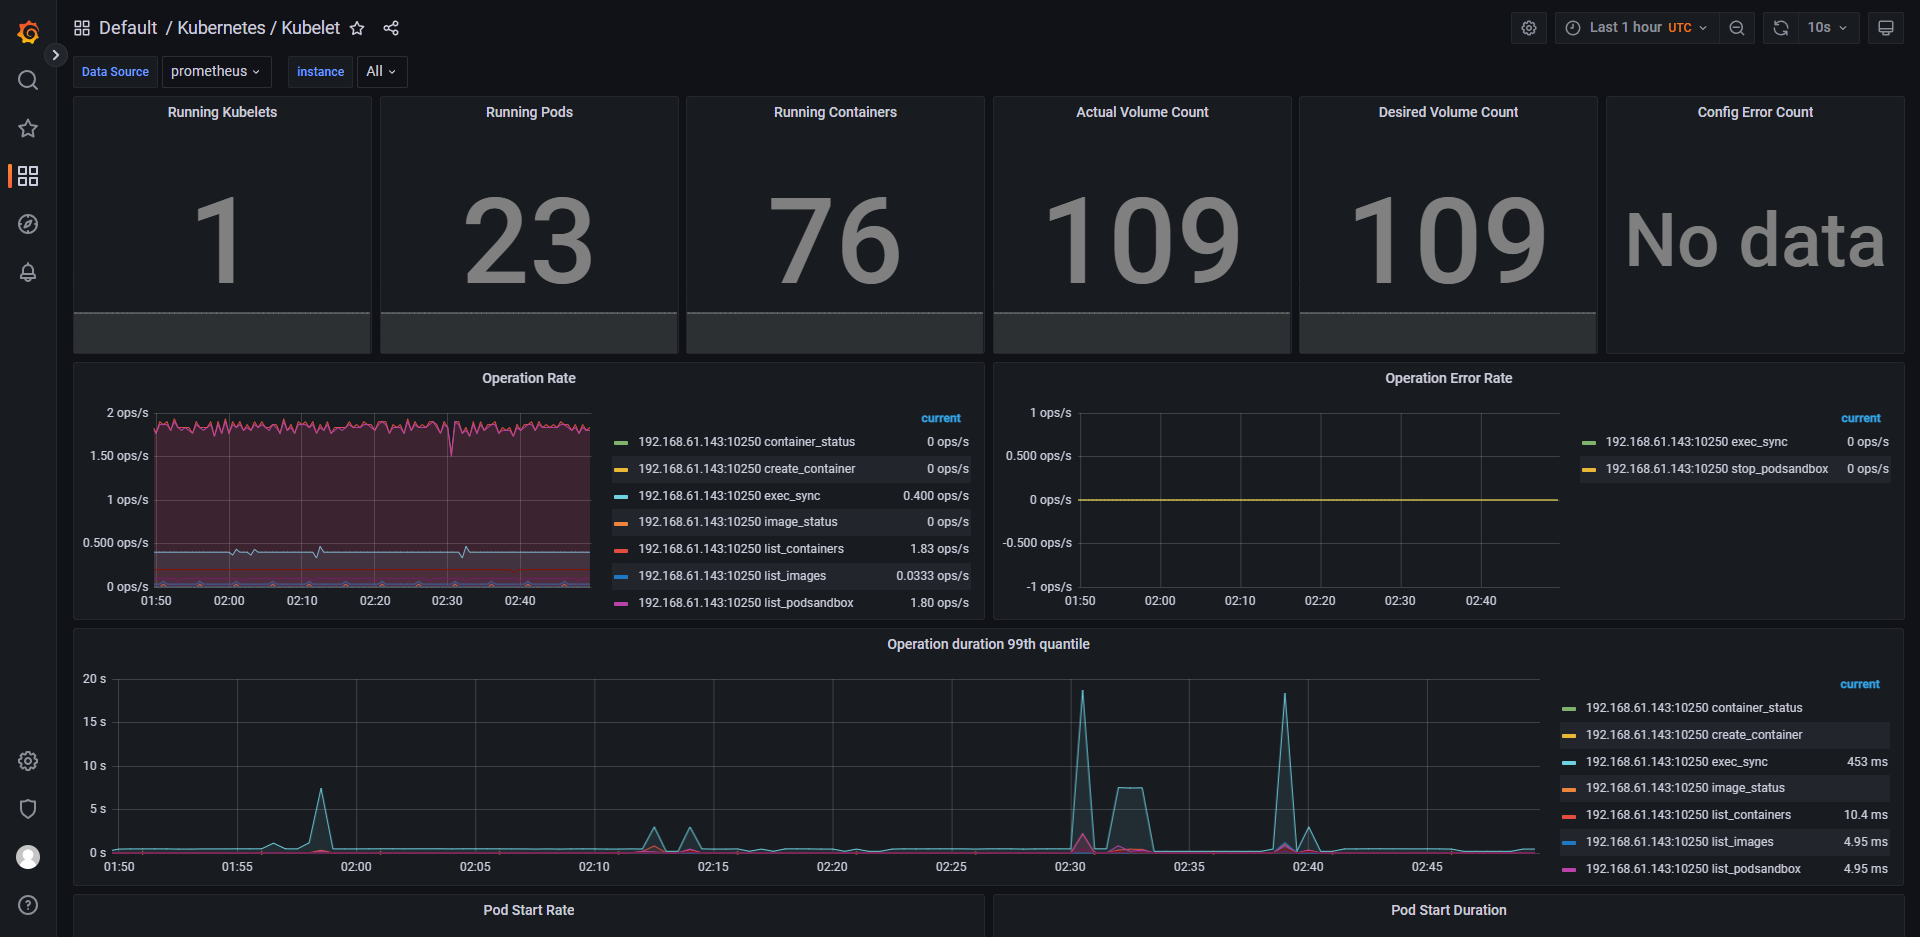 Default / Kubernetes / Kubelet
Last 1 hour UTC
10s
Data Source prometheus instance All
Running Kubelets
1
Running Pods
23
Running Containers
76
Actual Volume Count
109
Desired Volume Count
109
Config Error Count
No data
Operation Rate
2 ops/s
1.50 ops/s
1 ops/s
0.500 ops/s
0 ops/s
01:50 02:00 02:10 02:20 02:30 02:40
current
192.168.61.143:10250 container_status 0 ops/s
192.168.61.143:10250 create_container 0 ops/s
192.168.61.143:10250 exec_sync 0.400 ops/s
192.168.61.143:10250 image_status 0 ops/s
192.168.61.143:10250 list_containers 1.83 ops/s
192.168.61.143:10250 list_images 0.0333 ops/s
192.168.61.143:10250 list_podsandbox 1.80 ops/s
Operation Error Rate
1 ops/s
0.500 ops/s
0 ops/s
-0.500 ops/s
-1 ops/s
01:50 02:00 02:10 02:20 02:30 02:40
current
192.168.61.143:10250 exec_sync 0 ops/s
192.168.61.143:10250 stop_podsandbox 0 ops/s
Operation duration 99th quantile
20 s
15 s
10 s
5 s
0 s
01:50 01:55 02:00 02:05 02:10 02:15 02:20 02:25 02:30 02:35 02:40 02:45
current
192.168.61.143:10250 container_status
192.168.61.143:10250 create_container
192.168.61.143:10250 exec_sync 453 ms
192.168.61.143:10250 image_status
192.168.61.143:10250 list_containers 10.4 ms
192.168.61.143:10250 list_images 4.95 ms
192.168.61.143:10250 list_podsandbox 4.95 ms
Pod Start Rate
Pod Start Duration